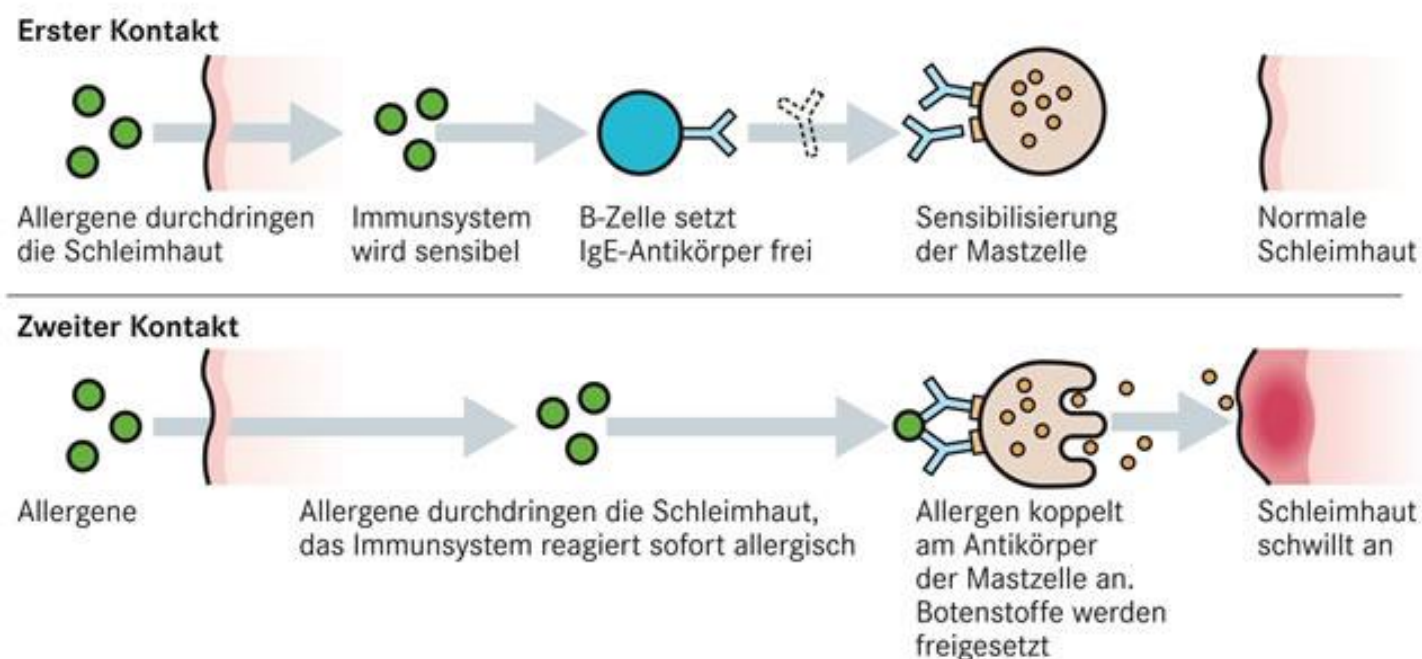 Erster Kontakt
Allergene durchdringen
die Schleimhaut
Immunsystem
wird sensibel
B-Zelle setzt
IgE-Antikörper frei
Sensibilisierung
der Mastzelle
Normale
Schleimhaut
Zweiter Kontakt
Allergene
Allergene durchdringen die Schleimhaut,
das Immunsystem reagiert sofort allergisch
Allergen koppelt
am Antikörper
der Mastzelle an.
Botenstoffe werden
freigesetzt
Schleimhaut
schwillt an